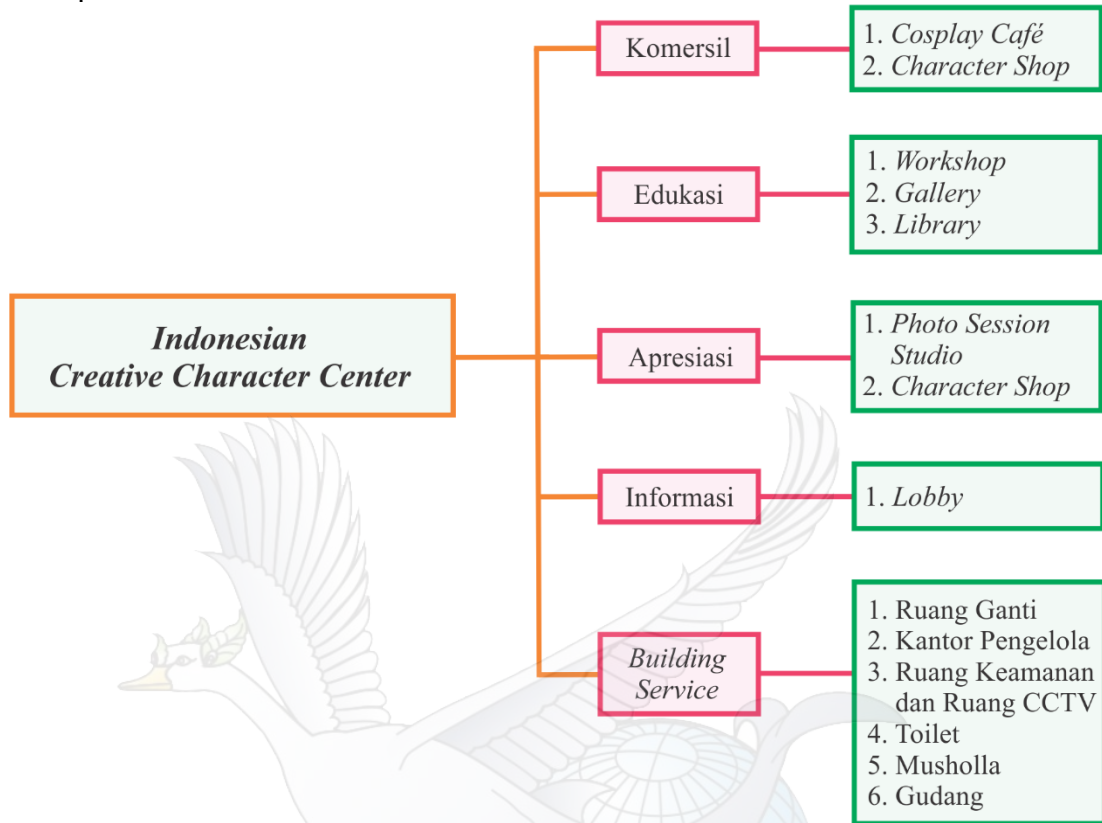 Indonesian
Creative Character Center
Komersil
1. Cosplay Café
2. Character Shop
Edukasi
1. Workshop
2. Gallery
3. Library
Apresiasi
1. Photo Session
Studio
2. Character Shop
Informasi
1. Lobby
Building
Service
1. Ruang Ganti
2. Kantor Pengelola
3. Ruang Keamanan
dan Ruang CCTV
4. Toilet
5. Musholla
6. Gudang